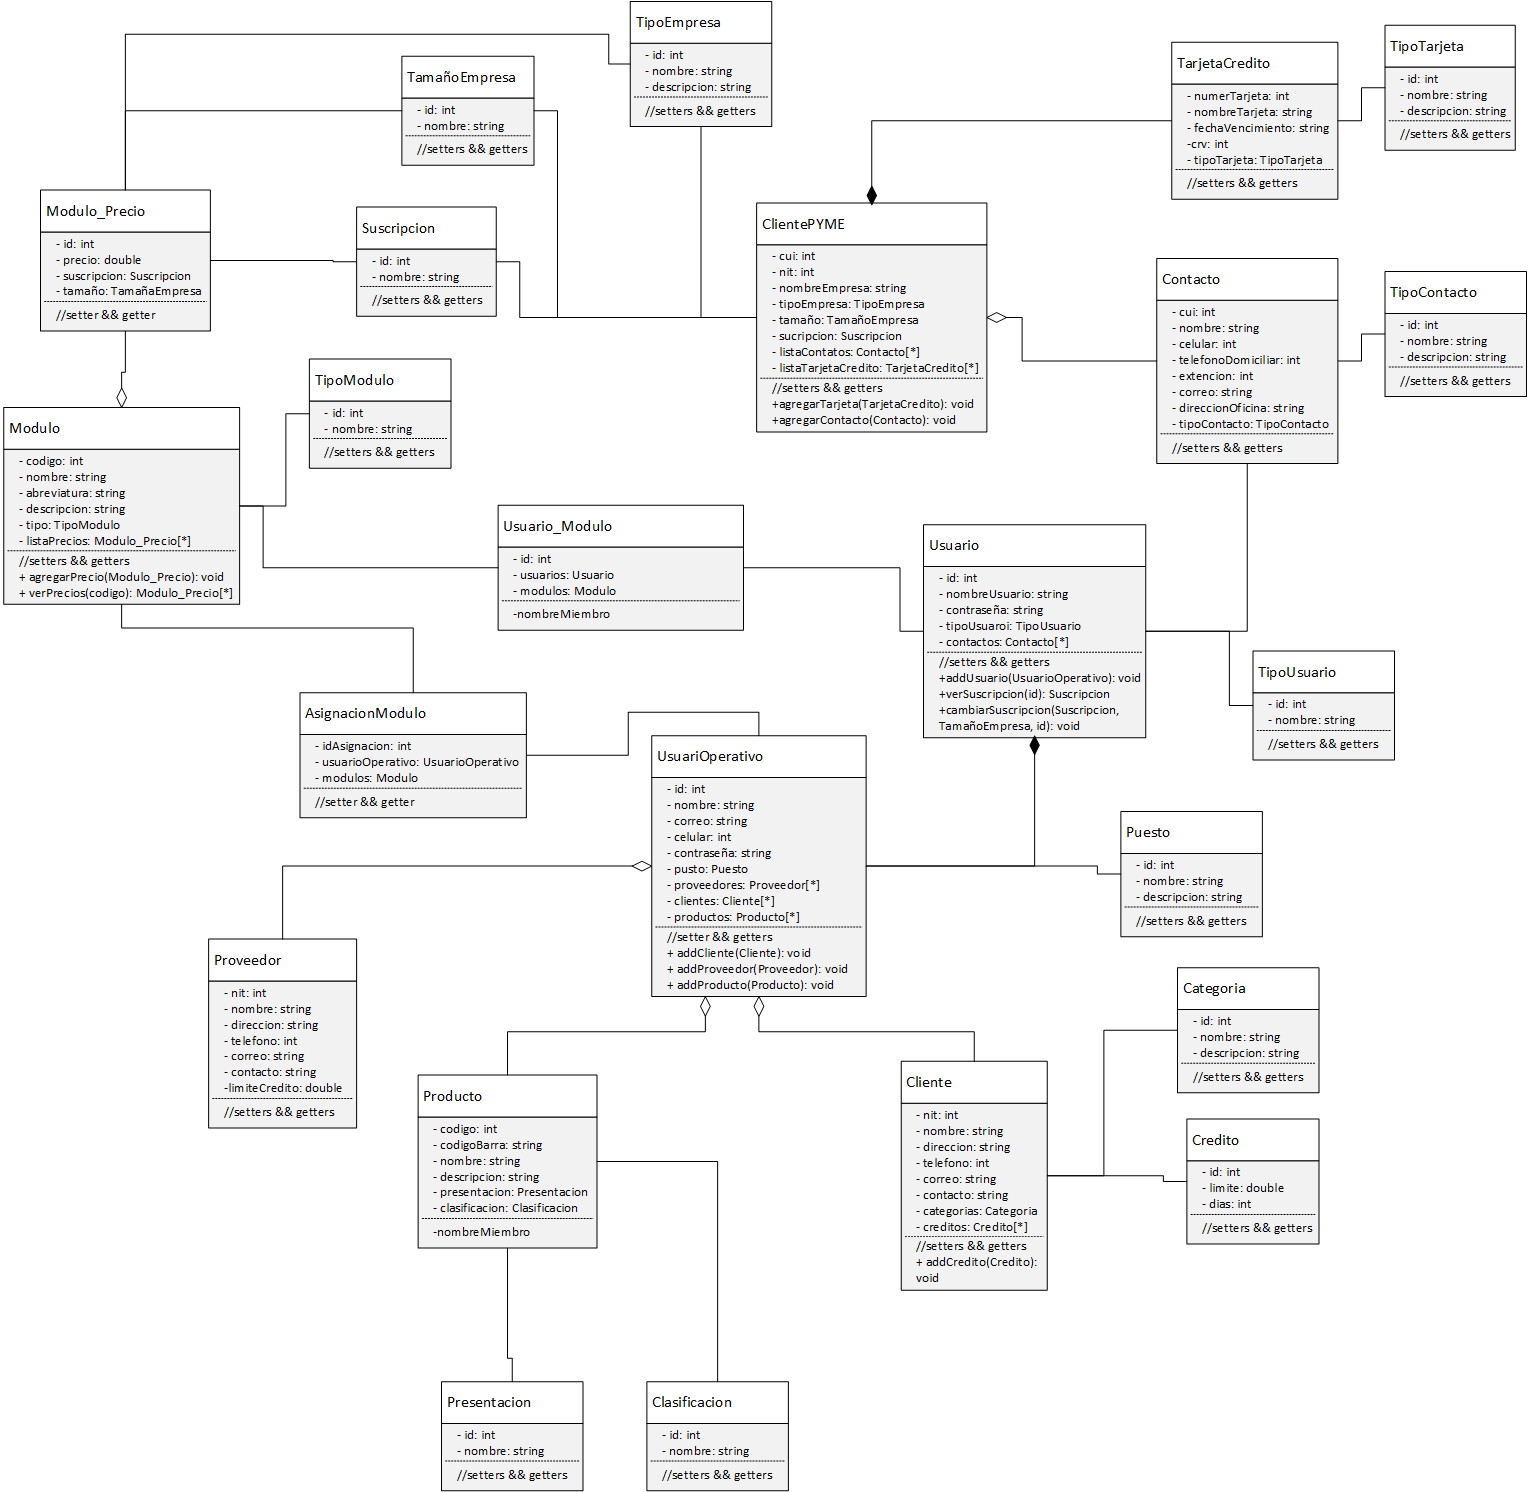 TipoEmpresa
- id: int
- nombre: string
- descripcion: string
//setters && getters
TamañoEmpresa
- id: int
- nombre: string
//setters && getters
TarjetaCredito
- numerTarjeta: int
- nombreTarjeta: string
- fechaVencimiento: string
-crv: int
- tipoTarjeta: TipoTarjeta
//setters && getters
TipoTarjeta
- id: int
- nombre: string
- descripcion: string
//setters && getters
Modulo_Precio
- id: int
- precio: double
- suscripcion: Suscripcion
- tamaño: TamañaEmpresa
//setter && getter
Suscripcion
- id: int
- nombre: string
//setters && getters
ClientePYME
- cui: int
- nit: int
- nombreEmpresa: string
- tipoEmpresa: TipoEmpresa
- tamaño: TamañoEmpresa
- sucripcion: Suscripcion
- listaContatos: Contacto[*]
- listaTarjetaCredito: TarjetaCredito[*]
//setters && getters
+agregarTarjeta(TarjetaCredito): void
+agregarContacto(Contacto): void
Contacto
- cui: int
- nombre: string
- celular: int
- telefonoDomiciliar: int
- extencion: int
- correo: string
- direccionOficina: string
- tipoContacto: TipoContacto
//setters && getters
TipoContacto
- id: int
- nombre: string
- descripcion: string
//setters && getters
TipoModulo
- id: int
- nombre: string
//setters && getters
Modulo
- codigo: int
- nombre: string
- abreviatura: string
- descripcion: string
- tipo: TipoModulo
- listaPrecios: Modulo_Precio[*]
//setters && getters
+ agregarPrecio(Modulo_Precio): void
+ verPrecios(codigo): Modulo_Precio[*]
Usuario_Modulo
- id: int
- usuarios: Usuario
- modulos: Modulo
-nombreMiembro
Usuario
- id: int
- nombreUsuario: string
- contraseña: string
- tipoUsuaroi: TipoUsuario
- contactos: Contacto[*]
//setters && getters
+addUsuario(UsuarioOperativo): void
+verSuscripcion(id): Suscripcion
+cambiarSuscripcion(Suscripcion,
TamañoEmpresa, id): void
TipoUsuario
- id: int
- nombre: string
//setters && getters
AsignacionModulo
- idAsignacion: int
- usuarioOperativo: UsuarioOperativo
- modulos: Modulo
//setter && getter
UsuariOperativo
- id: int
- nombre: string
- correo: string
- celular: int
- contraseña: string
- pusto: Puesto
- proveedores: Proveedor[*]
- clientes: Cliente[*]
- productos: Producto[*]
//setter && getters
+ addCliente(Cliente): void
+ addProveedor(Proveedor): void
+ addProducto(Producto): void
Puesto
- id: int
- nombre: string
- descripcion: string
//setters && getters
Proveedor
- nit: int
- nombre: string
- direccion: string
- telefono: int
- correo: string
- contacto: string
-limiteCredito: double
//setters && getters
Categoria
- id: int
- nombre: string
- descripcion: string
//setters && getters
Producto
- codigo: int
- codigoBarra: string
- nombre: string
- descripcion: string
- presentacion: Presentacion
- clasificacion: Clasificacion
-nombreMiembro
Cliente
- nit: int
- nombre: string
- direccion: string
- telefono: int
- correo: string
- contacto: string
- categorias: Categoria
- creditos: Credito[*]
//setters && getters
+ addCredito(Credito):
void
Credito
- id: int
- limite: double
- dias: int
//setters && getters
Presentacion
- id: int
- nombre: string
//setters && getters
Clasificacion
- id: int
- nombre: string
//setters && getters